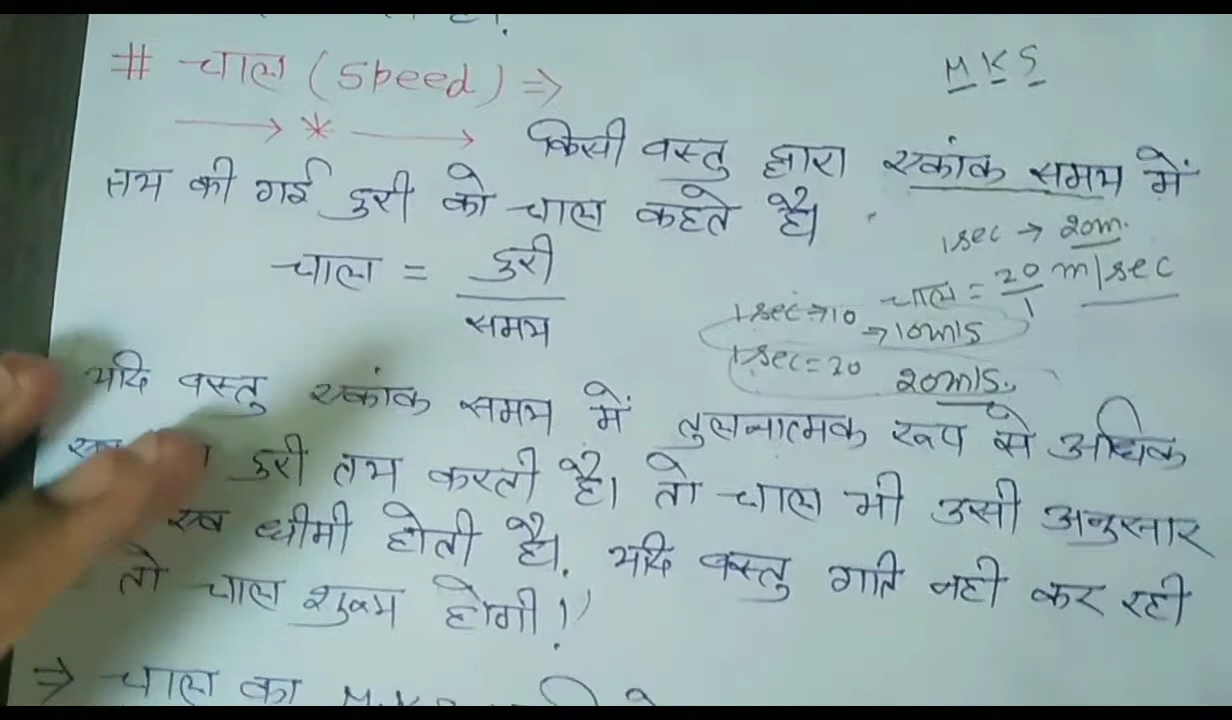 # चाल (Speed) ⇒
MKS
किसी वस्तु द्वारा एकांक समय में
तय की गई दुरी को चाल कहते है।
1sec → 20m.
चाल = दुरी / समय
चाल = 20/1 m/sec
1sec → 10
→ 10m/s
1sec = 20 20m/s.
यदि वस्तु एकांक समय में तुलनात्मक रूप से अधिक
दुरी तय करती है। तो चाल भी उसी अनुसार
एव धीमी होती है. यदि वस्तु गति नही कर रही
तो चाल शुन्य होगी!
⇒ चाल का